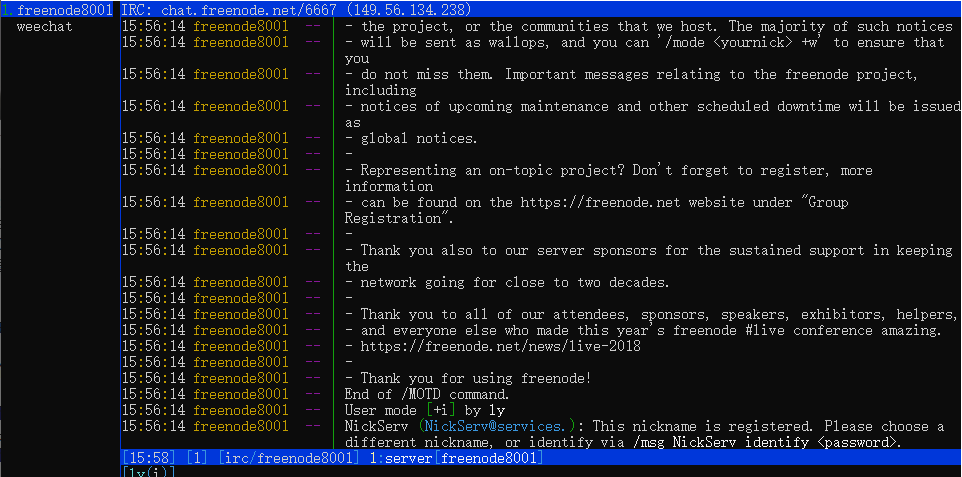 1.freenode8001 IRC: chat.freenode.net/6667 (149.56.134.238)
weechat 15:56:14 freenode8001 -- - the project, or the communities that we host. The majority of such notices
15:56:14 freenode8001 -- - will be sent as wallops, and you can '/mode <yournick> +w' to ensure that
you
15:56:14 freenode8001 -- - do not miss them. Important messages relating to the freenode project,
including
15:56:14 freenode8001 -- - notices of upcoming maintenance and other scheduled downtime will be issued
as
15:56:14 freenode8001 -- - global notices.
15:56:14 freenode8001 -- -
15:56:14 freenode8001 -- - Representing an on-topic project? Don't forget to register, more
information
15:56:14 freenode8001 -- - can be found on the https://freenode.net website under "Group
Registration".
15:56:14 freenode8001 -- -
15:56:14 freenode8001 -- - Thank you also to our server sponsors for the sustained support in keeping
the
15:56:14 freenode8001 -- - network going for close to two decades.
15:56:14 freenode8001 -- -
15:56:14 freenode8001 -- - Thank you to all of our attendees, sponsors, speakers, exhibitors, helpers,
15:56:14 freenode8001 -- - and everyone else who made this year's freenode #live conference amazing.
15:56:14 freenode8001 -- - https://freenode.net/news/live-2018
15:56:14 freenode8001 -- -
15:56:14 freenode8001 -- - Thank you for using freenode!
15:56:14 freenode8001 -- End of /MOTD command.
15:56:14 freenode8001 -- User mode [+i] by ly
15:56:14 freenode8001 -- NickServ (NickServ@services.): This nickname is registered. Please choose a
different nickname, or identify via /msg NickServ identify <password>.
[15:58] [1] [irc/freenode8001] 1:server[freenode8001]
[ly(i)]